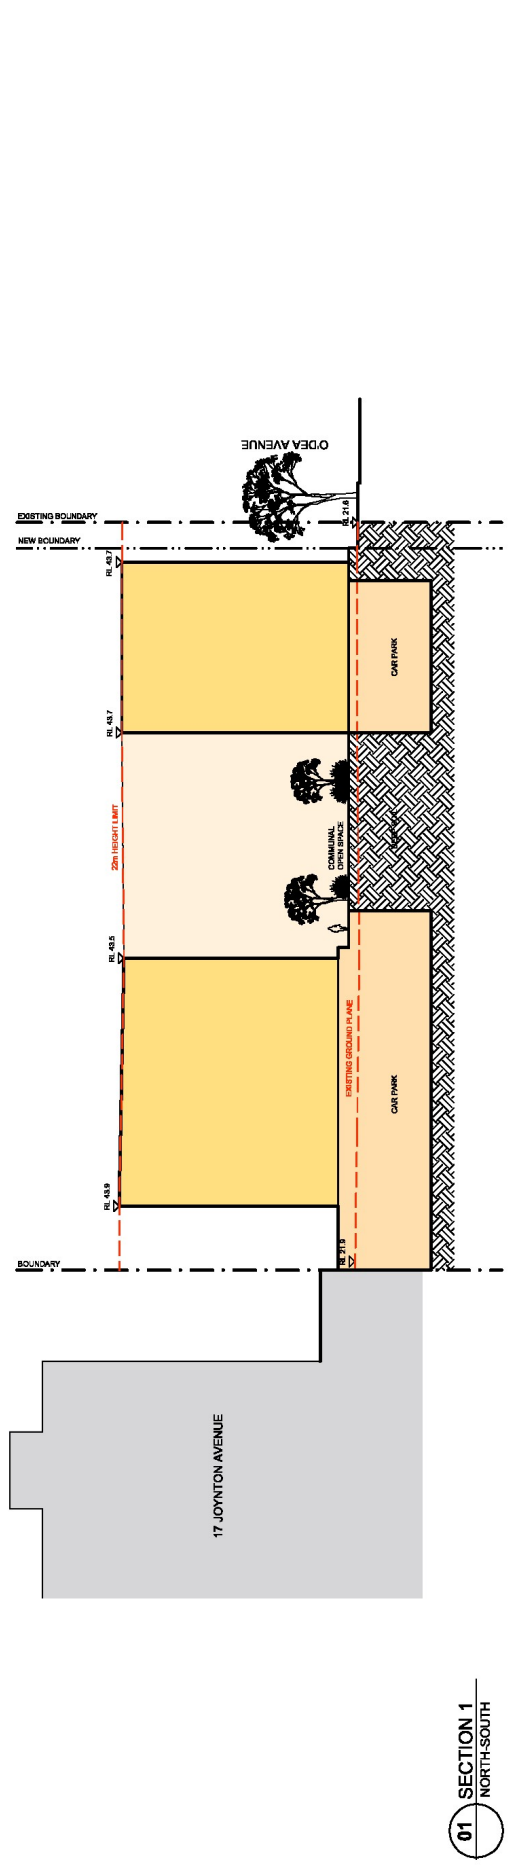 17 JOYNTON AVENUE
BOUNDARY
RL 43.9
RL 21.9
EXISTING GROUND PLANE
CAR PARK
RL 43.5
22m HEIGHT LIMIT
COMMUNAL
OPEN SPACE
RL 43.7
CAR PARK
RL 43.7
NEW BOUNDARY
EXISTING BOUNDARY
RL 21.6
O'DEA AVENUE
01
SECTION 1
NORTH-SOUTH